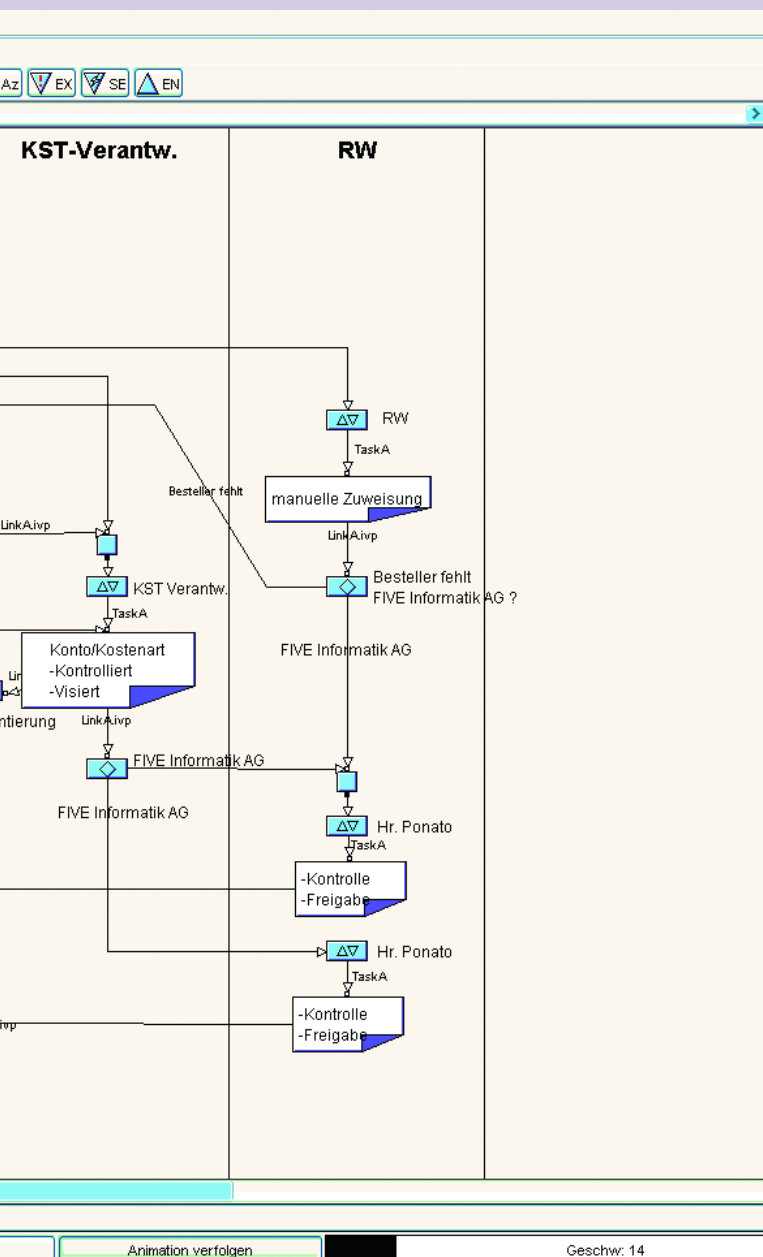 Az EX SE EN
KST-Verantw.
RW
RW
TaskA
Besteller fehlt
manuelle Zuweisung
LinkA.ivp
LinkA.ivp
Besteller fehlt
FIVE Informatik AG ?
KST Verantw.
TaskA
FIVE Informatik AG
Konto/Kostenart
-Kontrolliert
-Visiert
ntierung
LinkA.ivp
FIVE Informatik AG
FIVE Informatik AG
Hr. Ponato
TaskA
-Kontrolle
-Freigabe
Hr. Ponato
TaskA
-Kontrolle
-Freigabe
Animation verfolgen
Geschw: 14